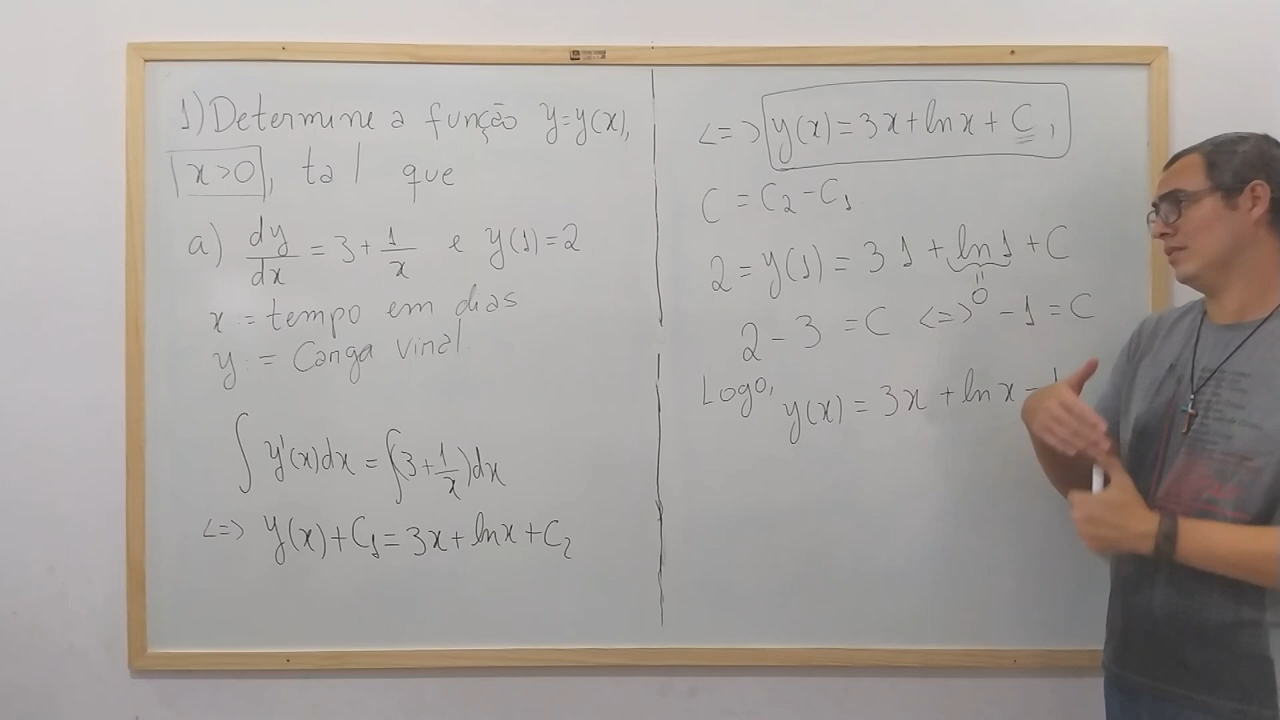 1) Determine a função y=y(x),
x>0, tal que
a) dy/dx = 3 + 1/x e y(1)=2
x := tempo em dias
y := Carga viral
∫ y'(x)dx = ∫(3+1/x)dx
<=> y(x)+C₁=3x+lnx+C₂
<=> y(x)=3x+lnx+C,
C = C₂-C₁
2=y(1)=3 1+ln1+C
=
0
2-3 =C <=> -1=C
Logo, y(x)=3x+lnx-1